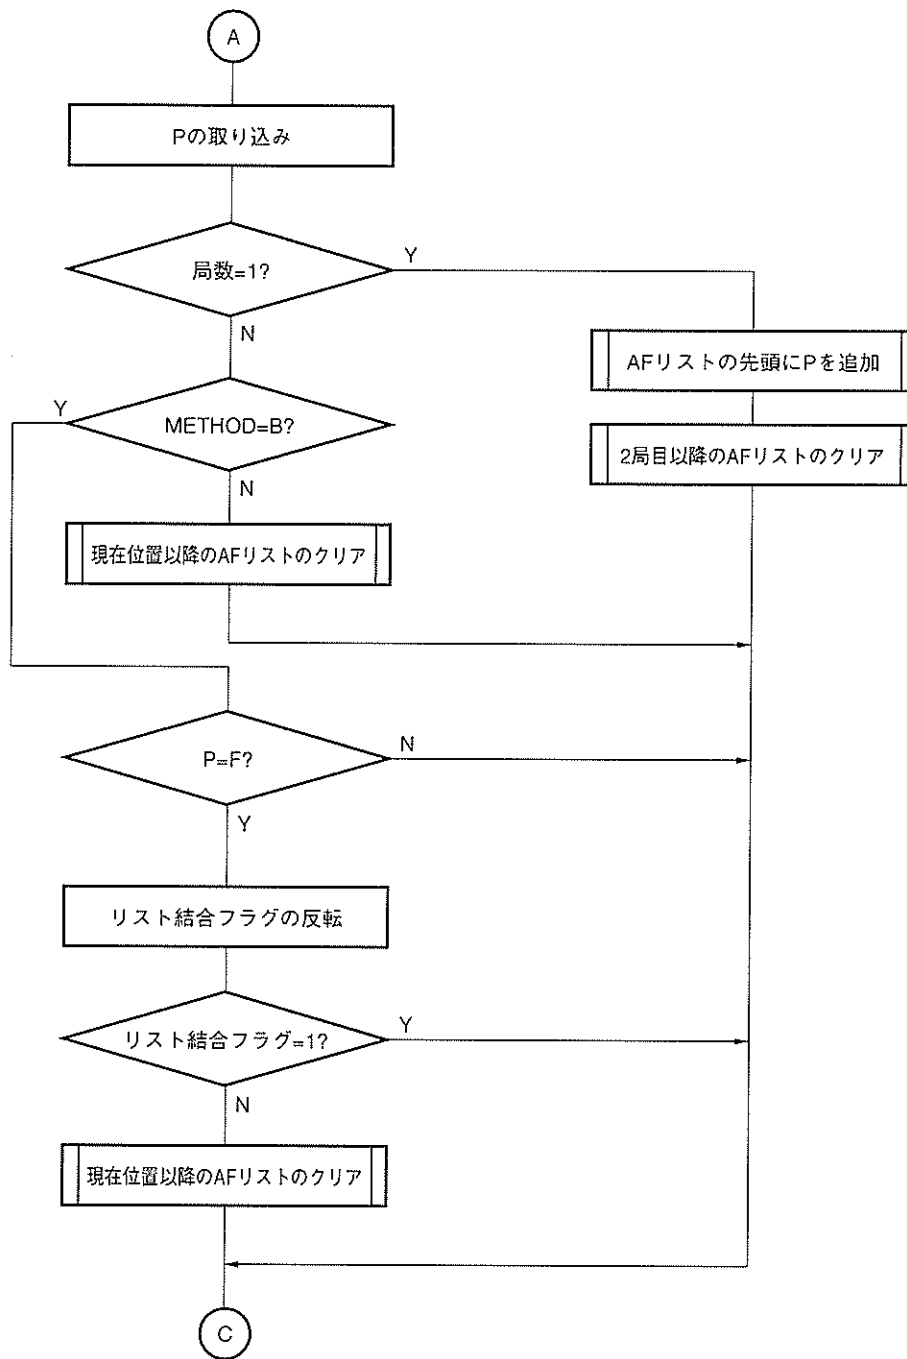 A
Pの取り込み
局数=1?
Y
N
AFリストの先頭にPを追加
Y
METHOD=B?
2局目以降のAFリストのクリア
N
現在位置以降のAFリストのクリア
P=F?
N
Y
リスト結合フラグの反転
リスト結合フラグ=1?
Y
N
現在位置以降のAFリストのクリア
C